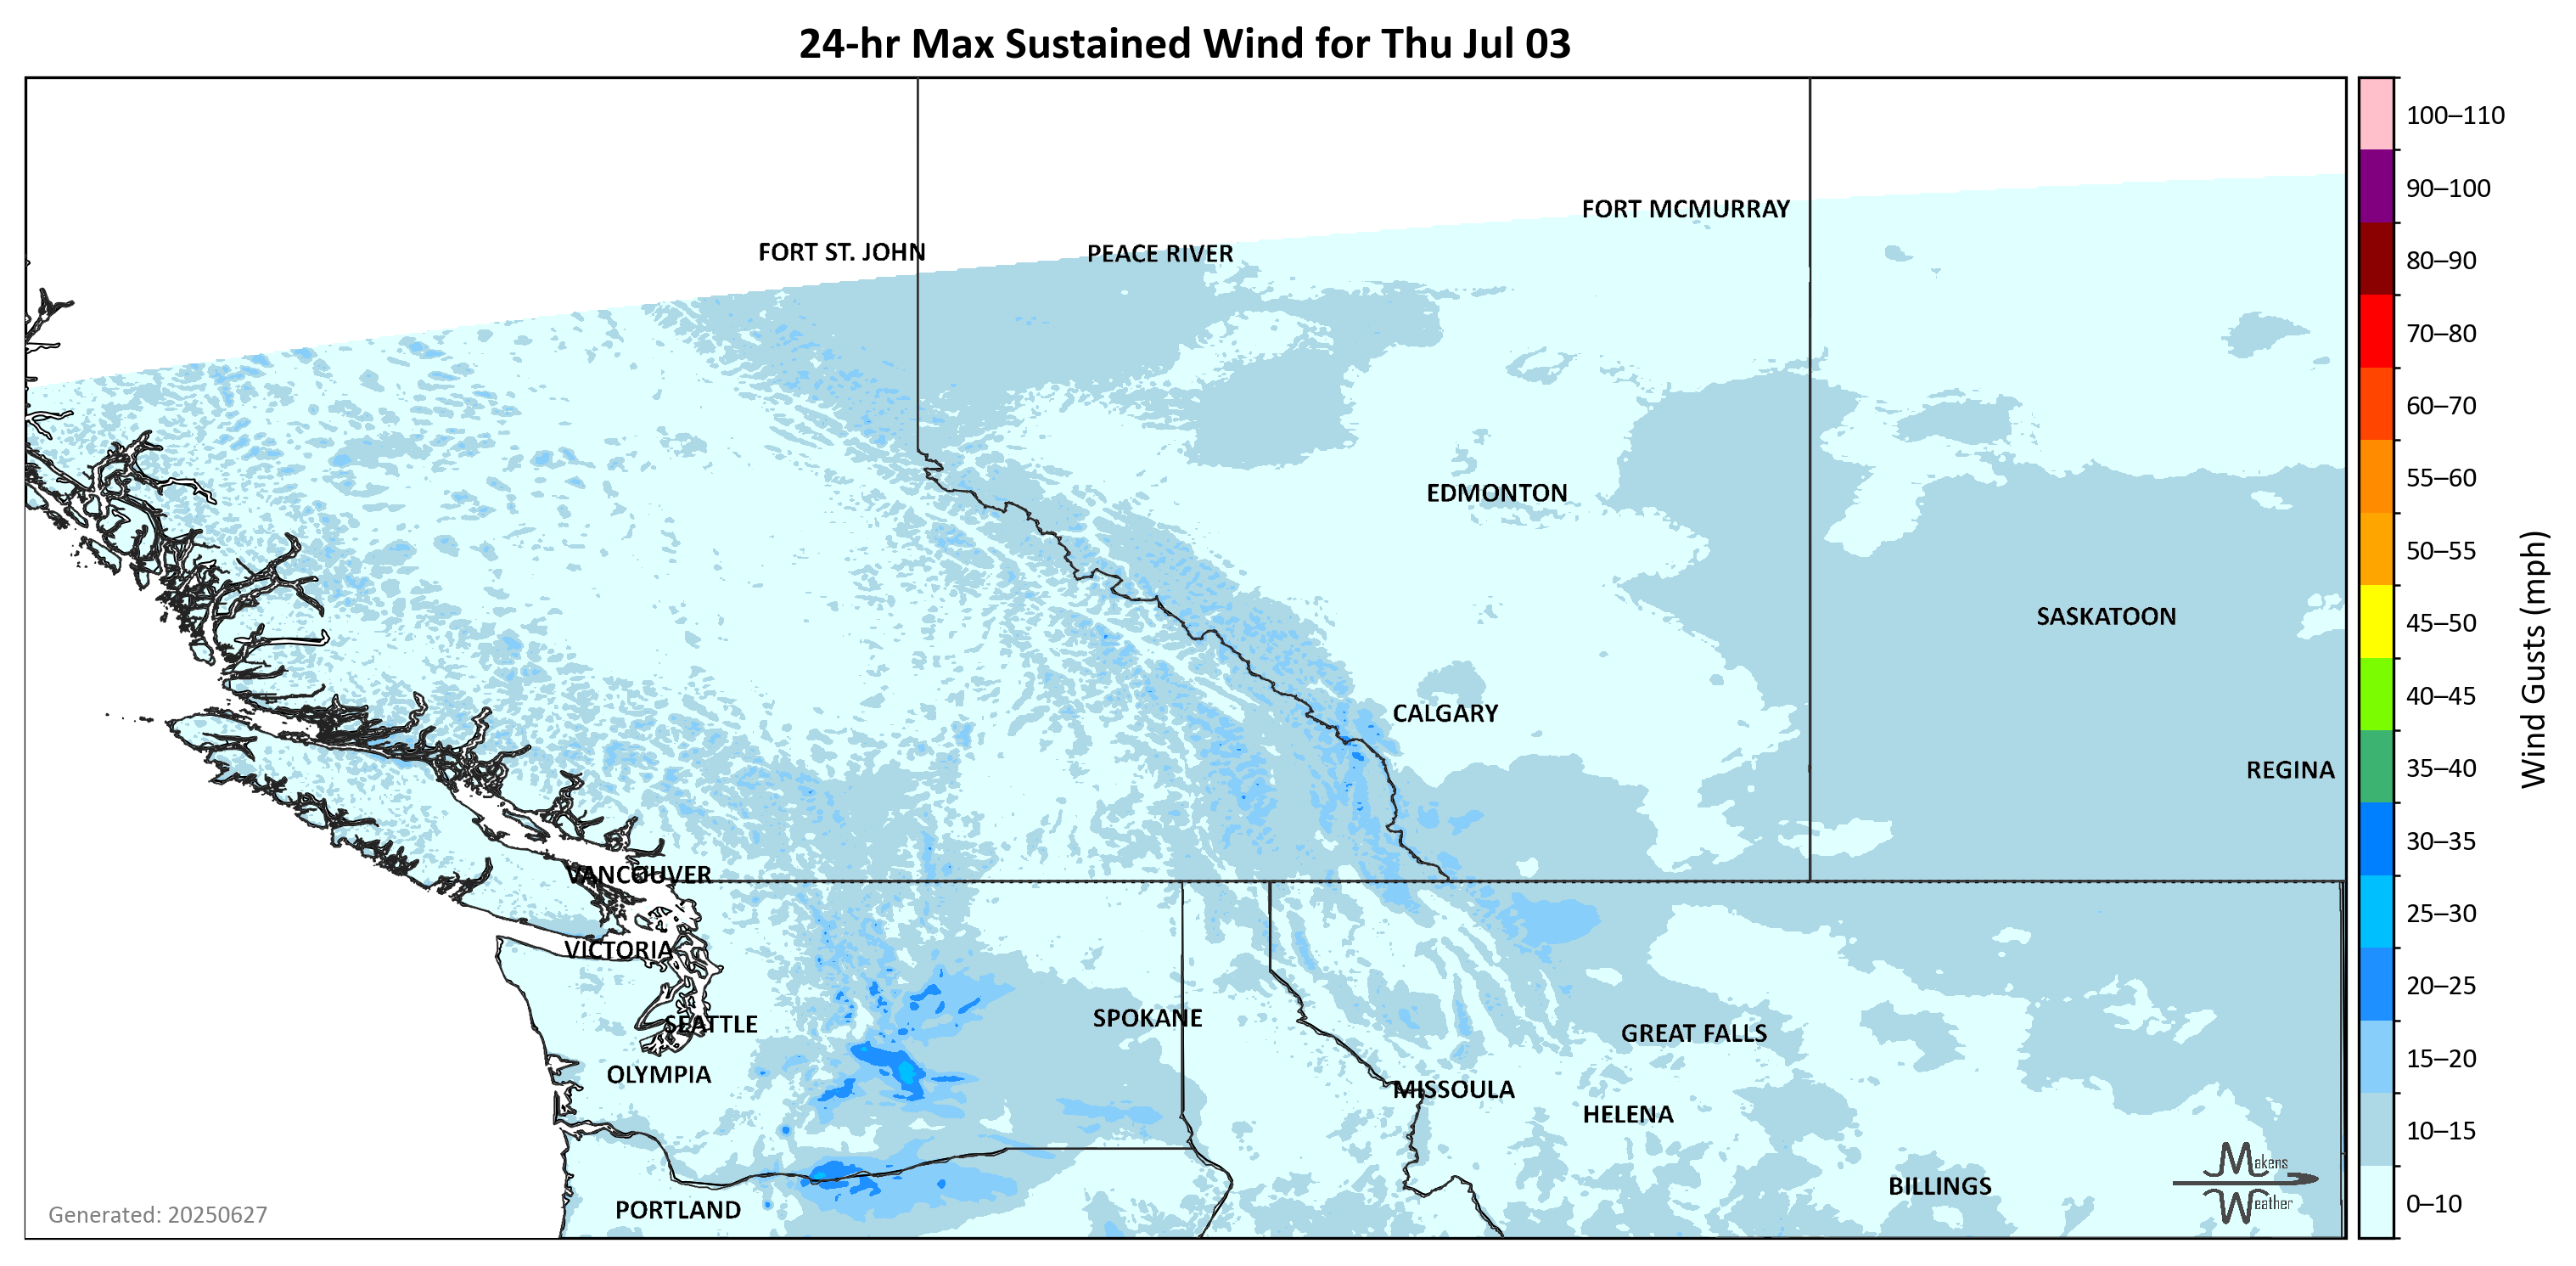 24-hr Max Sustained Wind for Thu Jul 03
100–110
90–100
80–90
70–80
60–70
55–60
50–55
45–50
40–45
35–40
30–35
25–30
20–25
15–20
10–15
0–10
Wind Gusts (mph)
FORT MCMURRAY
FORT ST. JOHN
PEACE RIVER
EDMONTON
SASKATOON
CALGARY
REGINA
VANCOUVER
VICTORIA
SEATTLE
SPOKANE
GREAT FALLS
OLYMPIA
MISSOULA
HELENA
BILLINGS
PORTLAND
Makens
Weather
Generated: 20250627